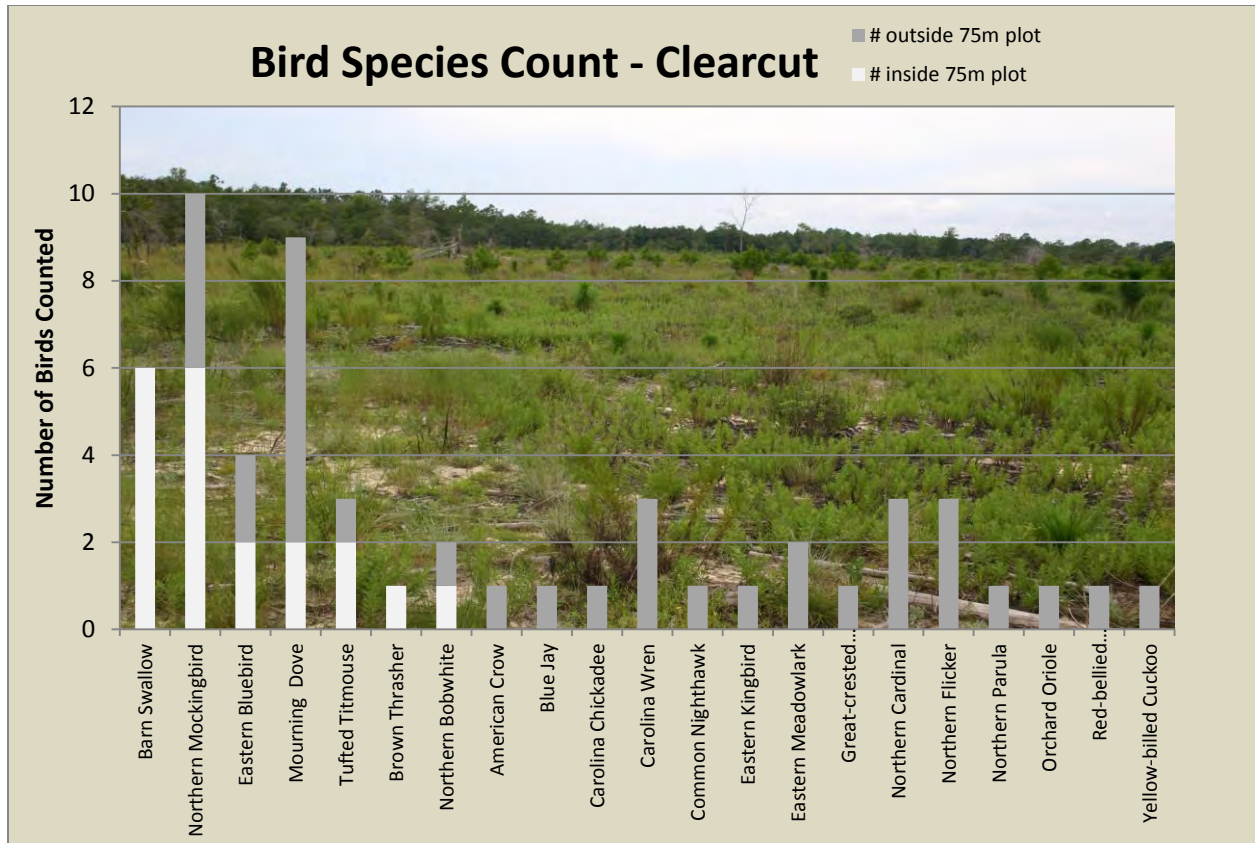 Bird Species Count - Clearcut
# outside 75m plot
# inside 75m plot
Number of Birds Counted
12
10
8
6
4
2
0
Barn Swallow
Northern Mockingbird
Eastern Bluebird
Mourning  Dove
Tufted Titmouse
Brown Thrasher
Northern Bobwhite
American Crow
Blue Jay
Carolina Chickadee
Carolina Wren
Common Nighthawk
Eastern Kingbird
Eastern Meadowlark
Great-crested…
Northern Cardinal
Northern Flicker
Northern Parula
Orchard Oriole
Red-bellied…
Yellow-billed Cuckoo